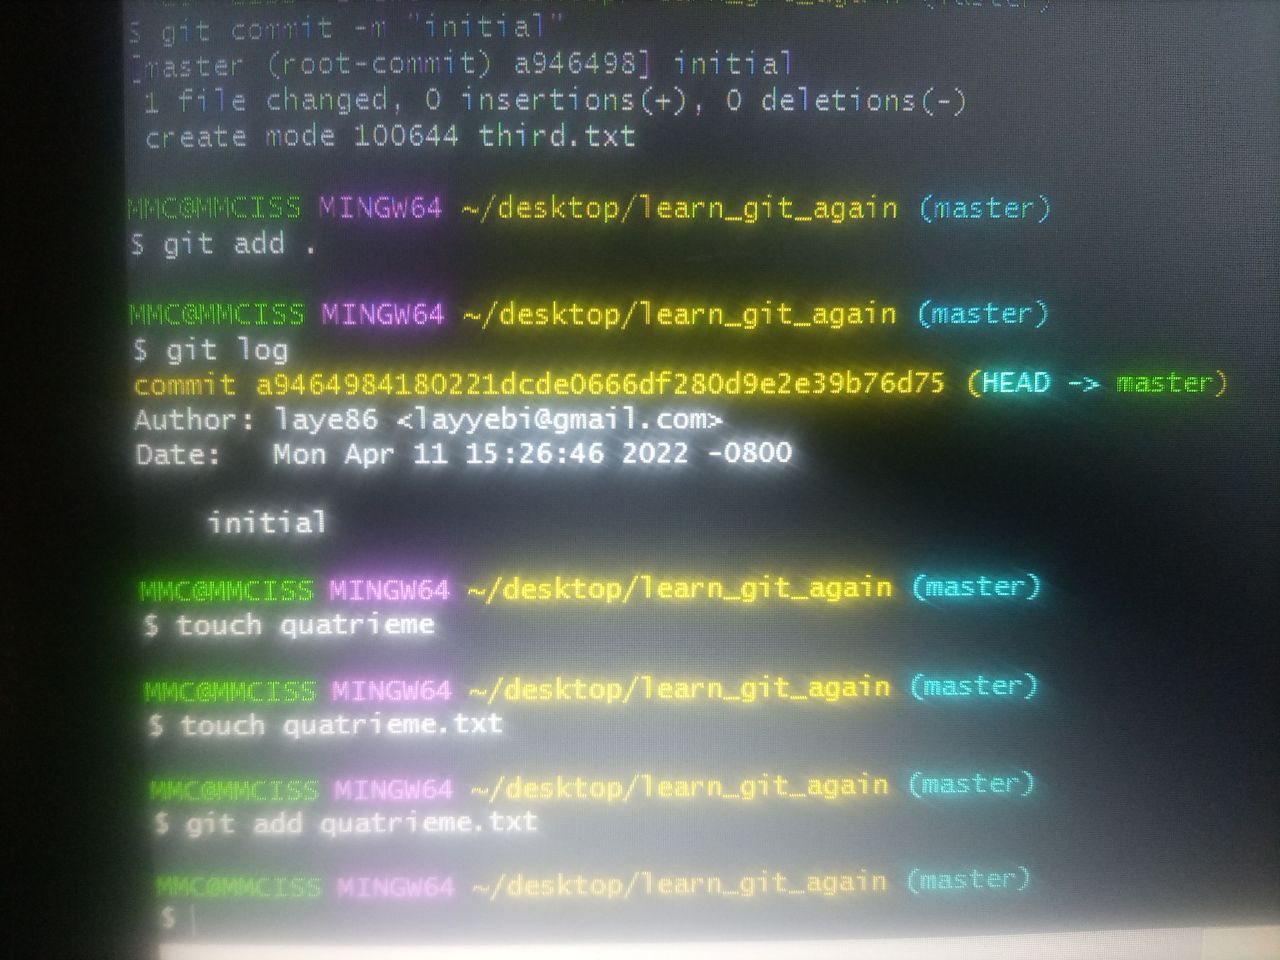 $ git commit -m "initial"
[master (root-commit) a946498] initial
1 file changed, 0 insertions(+), 0 deletions(-)
create mode 100644 third.txt
MMC@MMCISS MINGW64 ~/desktop/learn_git_again (master)
$ git add .
MMC@MMCISS MINGW64 ~/desktop/learn_git_again (master)
$ git log
commit a9464984180221dcde0666df280d9e2e39b76d75 (HEAD -> master)
Author: laye86 <layyebi@gmail.com>
Date: Mon Apr 11 15:26:46 2022 -0800
initial
MMC@MMCISS MINGW64 ~/desktop/learn_git_again (master)
$ touch quatrieme
MMC@MMCISS MINGW64 ~/desktop/learn_git_again (master)
$ touch quatrieme.txt
MMC@MMCISS MINGW64 ~/desktop/learn_git_again (master)
$ git add quatrieme.txt
MMC@MMCISS MINGW64 ~/desktop/learn_git_again (master)
$